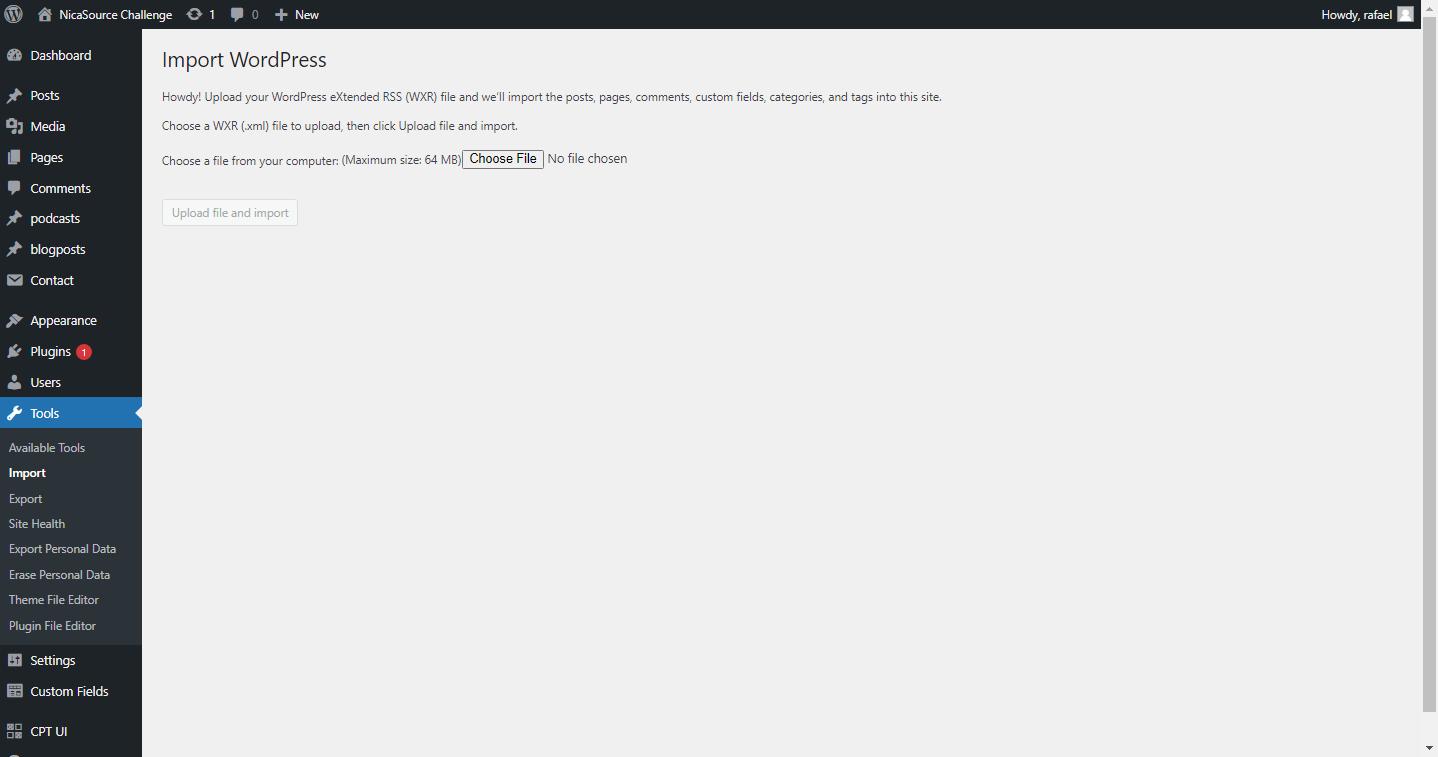 NicaSource Challenge 1 0 New Howdy, rafael
Dashboard
Posts
Media
Pages
Comments
podcasts
blogposts
Contact
Appearance
Plugins 1
Users
Tools
Available Tools
Import
Export
Site Health
Export Personal Data
Erase Personal Data
Theme File Editor
Plugin File Editor
Settings
Custom Fields
CPT UI
Import WordPress
Howdy! Upload your WordPress eXtended RSS (WXR) file and we'll import the posts, pages, comments, custom fields, categories, and tags into this site.
Choose a WXR (.xml) file to upload, then click Upload file and import.
Choose a file from your computer: (Maximum size: 64 MB) Choose File No file chosen
Upload file and import